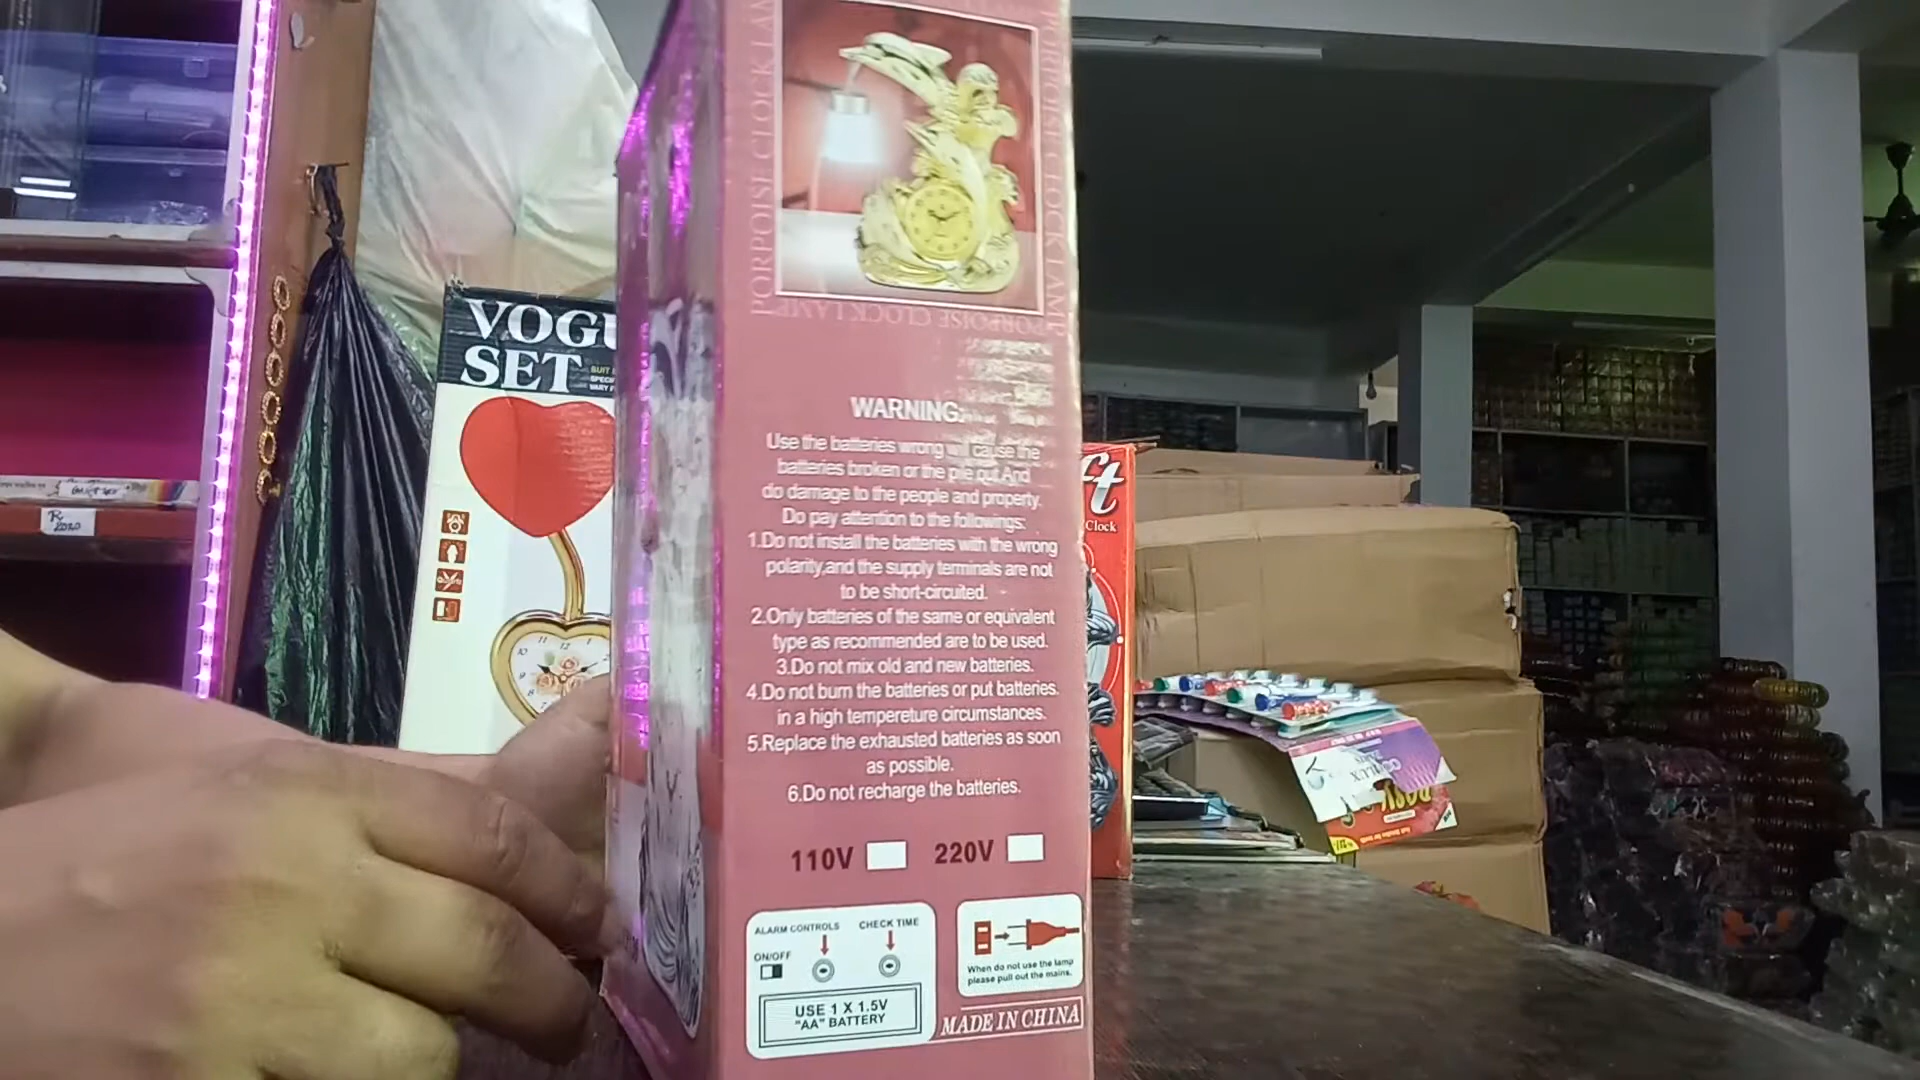 PORPOISE CLOCK LAMP
PORPOISE CLOCK LAMP
PORPOISE CLOCK LAMP
WARNING:
Use the batteries wrong will cause the
batteries broken or the pile out.And
do damage to the people and property.
Do pay attention to the followings:
1.Do not install the batteries with the wrong
polarity,and the supply terminals are not
to be short-circuited.
2.Only batteries of the same or equivalent
type as recommended are to be used.
3.Do not mix old and new batteries.
4.Do not burn the batteries or put batteries.
in a high tempereture circumstances.
5.Replace the exhausted batteries as soon
as possible.
6.Do not recharge the batteries.
110V 220V
ALARM CONTROLS CHECK TIME
ON/OFF
USE 1 X 1.5V
"AA" BATTERY
When do not use the lamp
please pull out the mains.
MADE IN CHINA
VOGU
SET
ft
Clock
R
2020